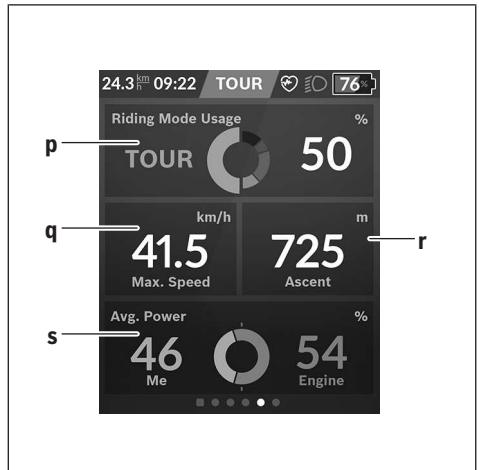 24.3 km/h 09:22 TOUR 76%
Riding Mode Usage %
TOUR 50
p
km/h m
q
41.5 725
r
Max. Speed Ascent
Avg. Power %
s
46 54
Me Engine